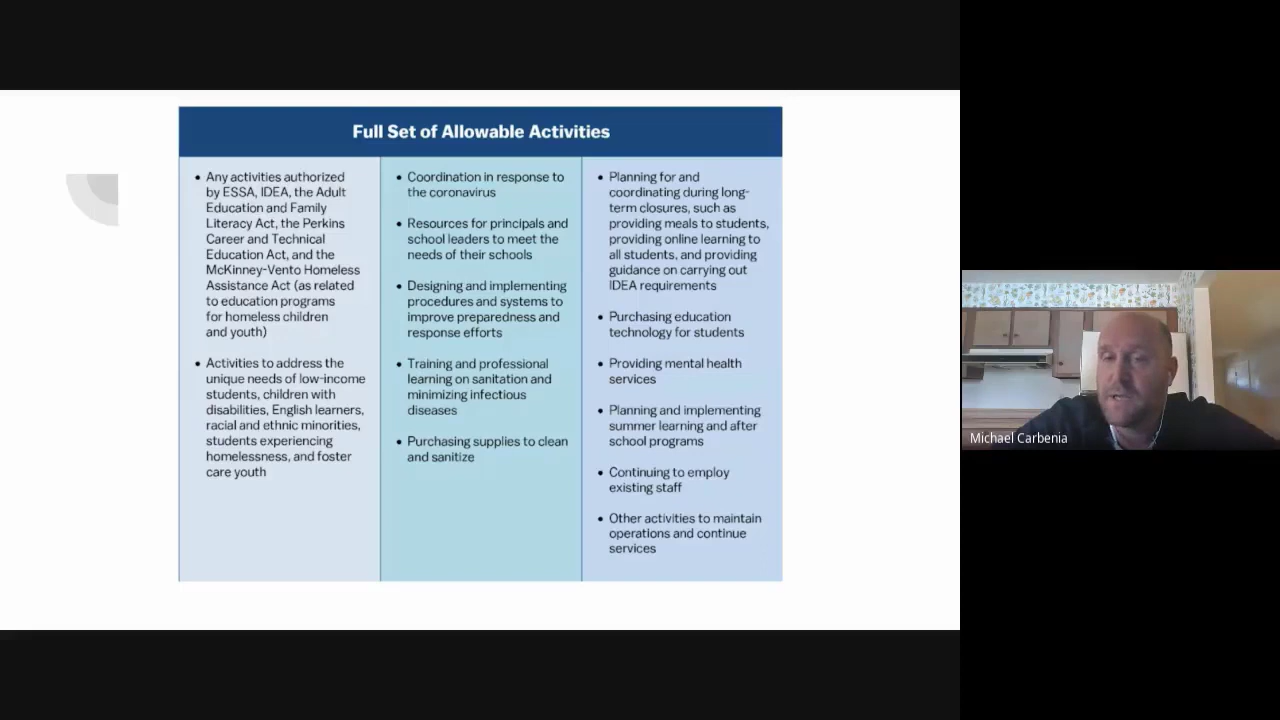 Full Set of Allowable Activities
• Any activities authorized
by ESSA, IDEA, the Adult
Education and Family
Literacy Act, the Perkins
Career and Technical
Education Act, and the
McKinney-Vento Homeless
Assistance Act (as related
to education programs
for homeless children
and youth)
• Activities to address the
unique needs of low-income
students, children with
disabilities, English learners,
racial and ethnic minorities,
students experiencing
homelessness, and foster
care youth
• Coordination in response to
the coronavirus
• Resources for principals and
school leaders to meet the
needs of their schools
• Designing and implementing
procedures and systems to
improve preparedness and
response efforts
• Training and professional
learning on sanitation and
minimizing infectious
diseases
• Purchasing supplies to clean
and sanitize
• Planning for and
coordinating during long-
term closures, such as
providing meals to students,
providing online learning to
all students, and providing
guidance on carrying out
IDEA requirements
• Purchasing education
technology for students
• Providing mental health
services
• Planning and implementing
summer learning and after
school programs
• Continuing to employ
existing staff
• Other activities to maintain
operations and continue
services
Michael Carbenia